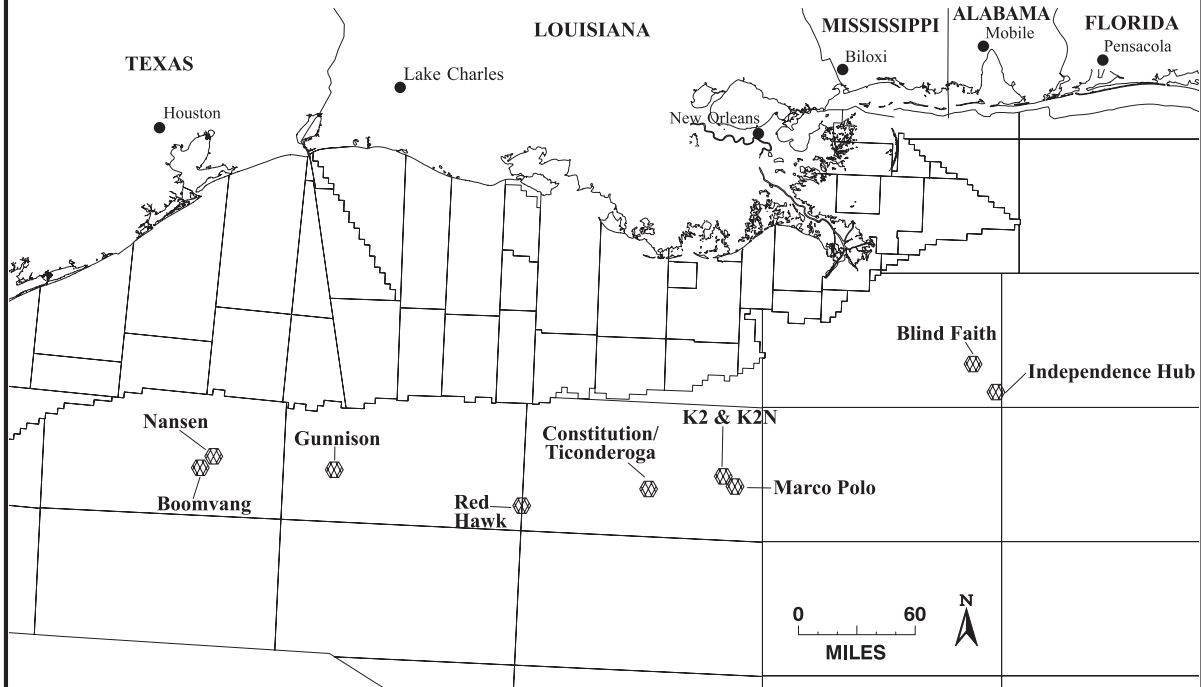 ALABAMA
LOUISIANA
MISSISSIPPI
FLORIDA
Mobile
Pensacola
Biloxi
TEXAS
Lake Charles
Houston
New Orleans
Blind Faith
Independence Hub
Nansen
Gunnison
Constitution/
Ticonderoga
K2 & K2N
Marco Polo
Boomvang
Red
Hawk
0 60
MILES
N